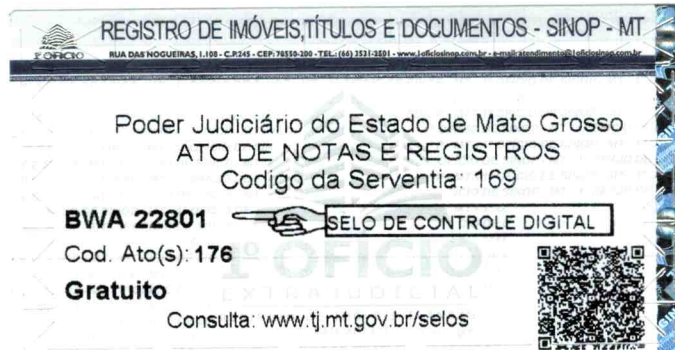 REGISTRO DE IMÓVEIS,TÍTULOS E DOCUMENTOS - SINOP - MT
1º OFÍCIO
RUA DAS NOGUEIRAS, 1.108 - C.P.245 - CEP: 78550-200 - TEL.: (66) 3531-2501 - www.1oficiosinop.com.br - e-mail: atendimento@1oficiosinop.com.br
Poder Judiciário do Estado de Mato Grosso
ATO DE NOTAS E REGISTROS
Codigo da Serventia: 169
BWA 22801
SELO DE CONTROLE DIGITAL
Cod. Ato(s): 176
1º OFÍCIO
Gratuito
EXTRAJUDICIAL
Consulta: www.tj.mt.gov.br/selos